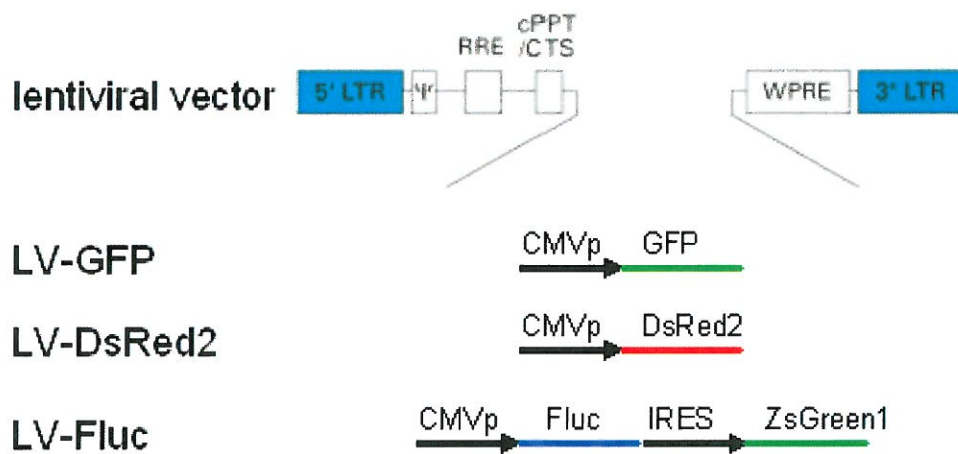 RRE cPPT /CTS
lentiviral vector 5' LTR Ψ WPRE 3' LTR
LV-GFP CMVp GFP
LV-DsRed2 CMVp DsRed2
LV-Fluc CMVp Fluc IRES ZsGreen1